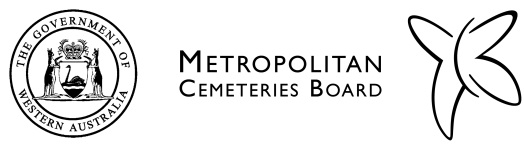 THE GOVERNMENT OF
WESTERN AUSTRALIA
METROPOLITAN
CEMETERIES BOARD